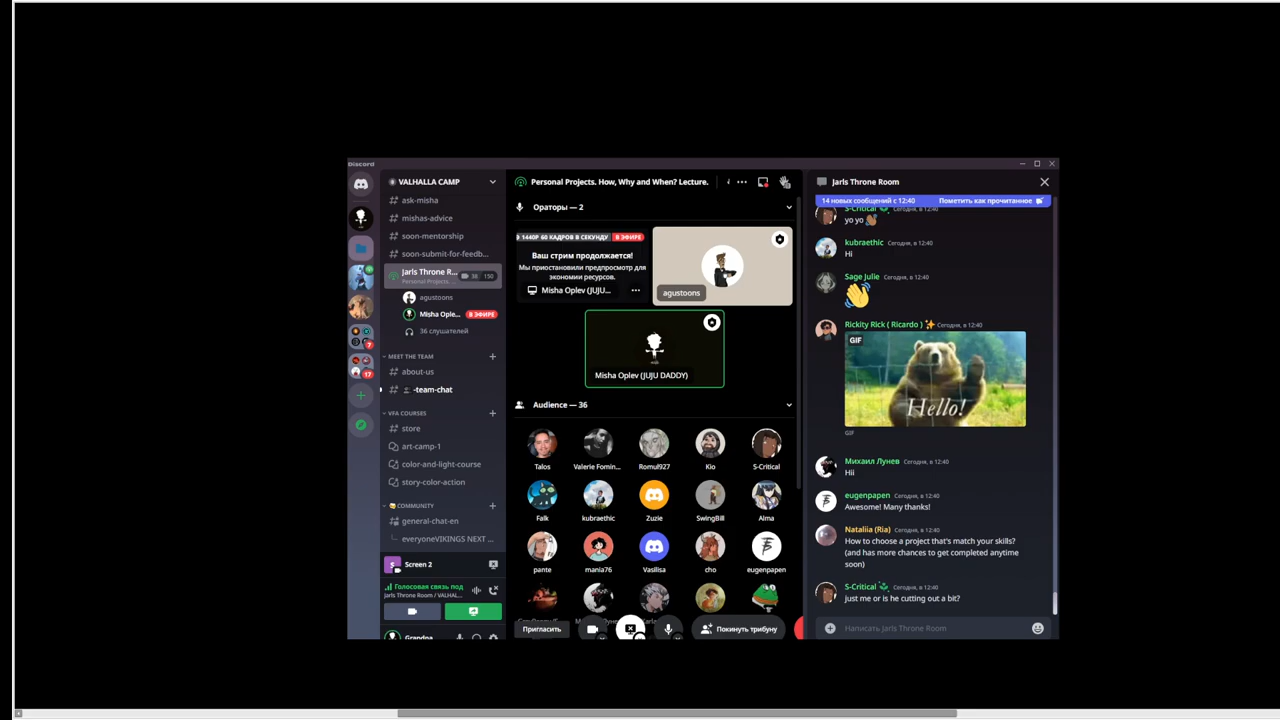 Discord
VALHALLA CAMP
ask-misha
mishas-advice
soon-mentorship
soon-submit-for-feedb...
Jarls Throne R...
36 150
Personal Projects.
agustoons
Misha Ople...
В ЭФИРЕ
36 слушателей
MEET THE TEAM
about-us
-team-chat
VFA COURSES
store
art-camp-1
color-and-light-course
story-color-action
COMMUNITY
general-chat-en
everyoneVIKINGS NEXT ...
7
17
Screen 2
Голосовая связь под
Jarls Throne Room / VALHAL...
Grandpa
Personal Projects. How, Why and When? Lecture.
Ораторы — 2
1440P 60 КАДРОВ В СЕКУНДУ
В ЭФИРЕ
Ваш стрим продолжается!
Мы приостановили предпросмотр для
экономии ресурсов.
Misha Oplev (JUJU...
agustoons
Misha Oplev (JUJU DADDY)
Audience — 36
Talos
Valerie Fomin...
Romul927
Kio
S-Critical
Falk
kubraethic
Zuzie
SwingBill
Alma
pante
mania76
Vasilisa
cho
eugenpapen
Пригласить
Покинуть трибуну
Jarls Throne Room
14 новых сообщений с 12:40
Пометить как прочитанное
S-Critical Сегодня, в 12:40
yo yo 👋🏾
kubraethic Сегодня, в 12:40
Hi
Sage Julie Сегодня, в 12:40
👋
Rickity Rick ( Ricardo ) ✨ Сегодня, в 12:40
GIF
Hello!
GIF
Михаил Лунев Сегодня, в 12:40
Hii
eugenpapen Сегодня, в 12:40
Awesome! Many thanks!
Nataliia (Ria) Сегодня, в 12:40
How to choose a project that's match your skills?
(and has more chances to get completed anytime
soon)
S-Critical Сегодня, в 12:40
just me or is he cutting out a bit?
Написать Jarls Throne Room